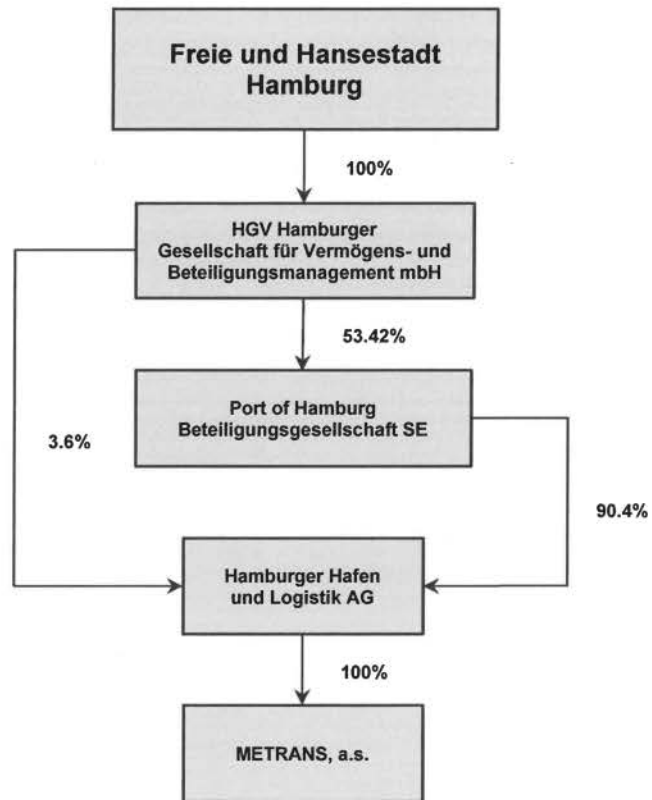 Freie und Hansestadt
Hamburg
100%
HGV Hamburger
Gesellschaft für Vermögens- und
Beteiligungsmanagement mbH
53.42%
Port of Hamburg
Beteiligungsgesellschaft SE
3.6%
90.4%
Hamburger Hafen
und Logistik AG
100%
METRANS, a.s.